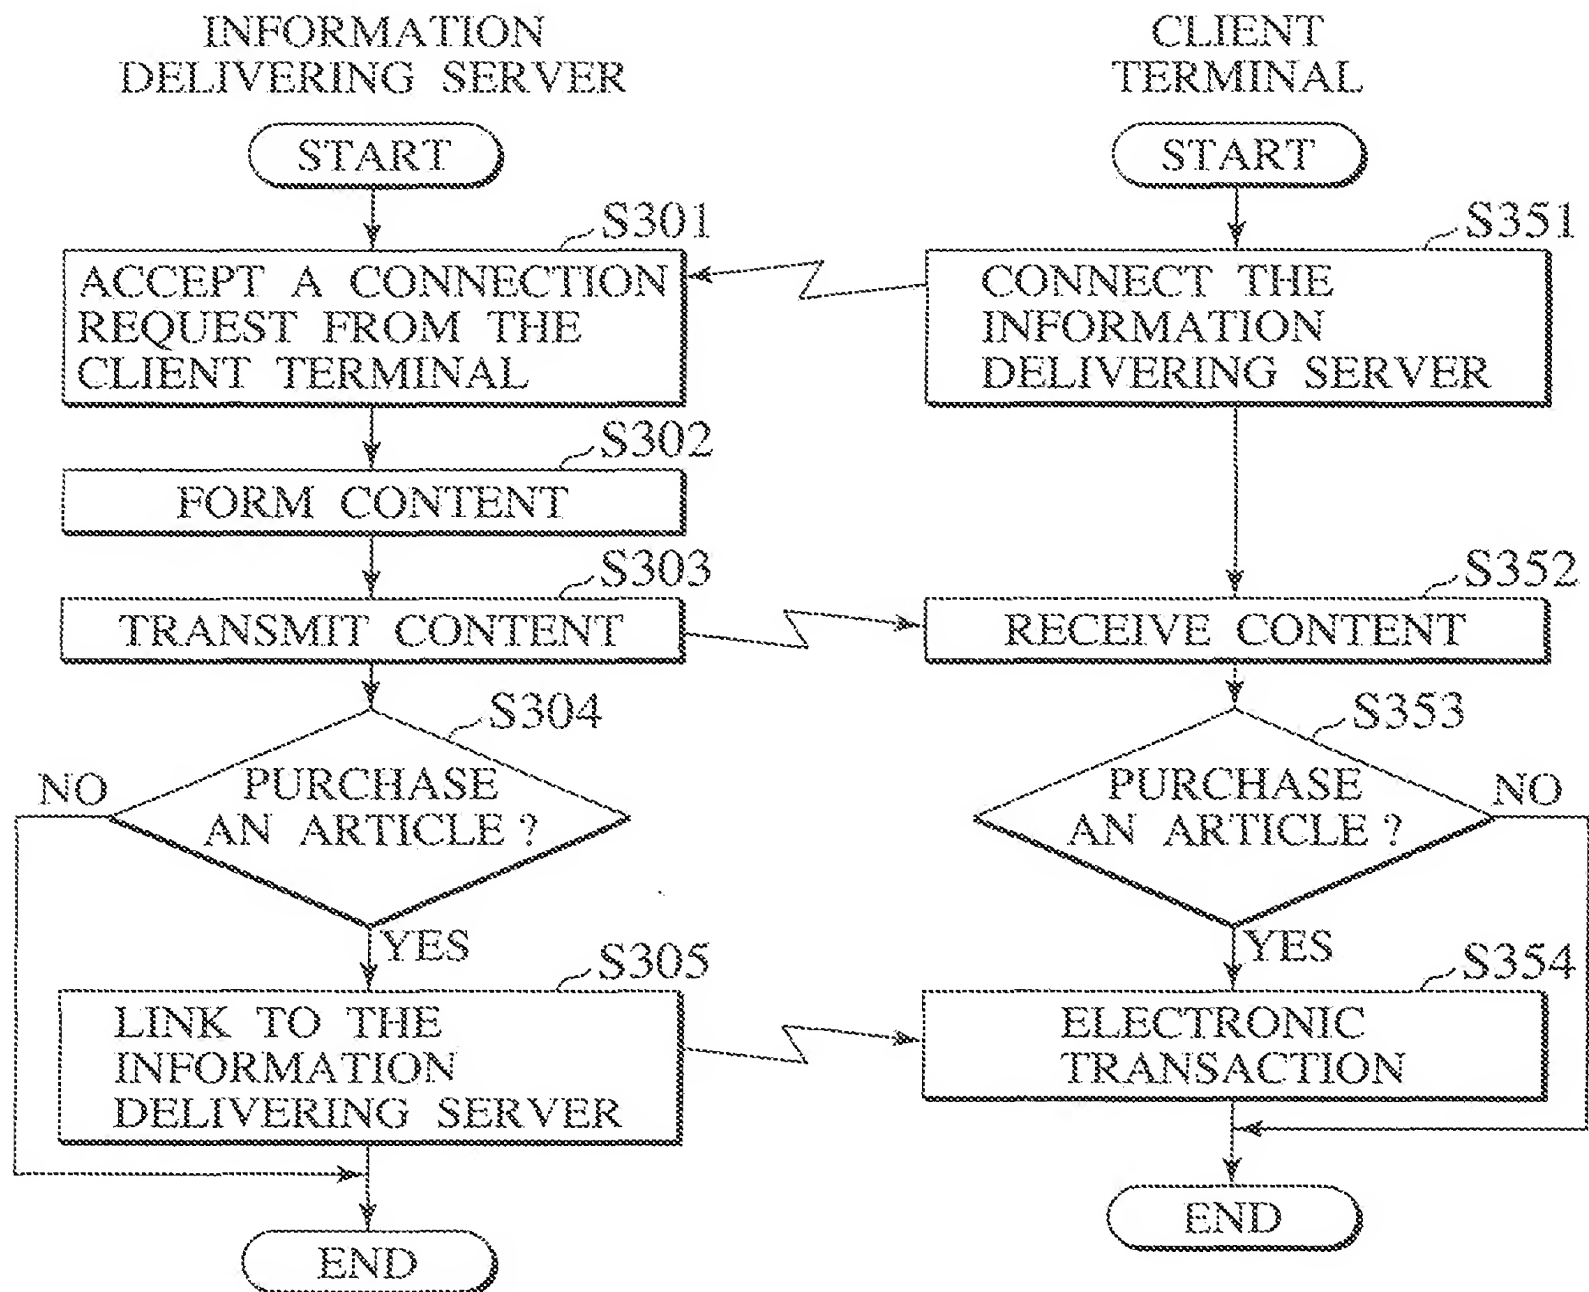 INFORMATION
DELIVERING SERVER
START
S301
ACCEPT A CONNECTION
REQUEST FROM THE
CLIENT TERMINAL
S302
FORM CONTENT
S303
TRANSMIT CONTENT
S304
NO
PURCHASE
AN ARTICLE ?
YES
S305
LINK TO THE
INFORMATION
DELIVERING SERVER
END
CLIENT
TERMINAL
START
S351
CONNECT THE
INFORMATION
DELIVERING SERVER
S352
RECEIVE CONTENT
S353
PURCHASE
AN ARTICLE ?
NO
YES
S354
ELECTRONIC
TRANSACTION
END